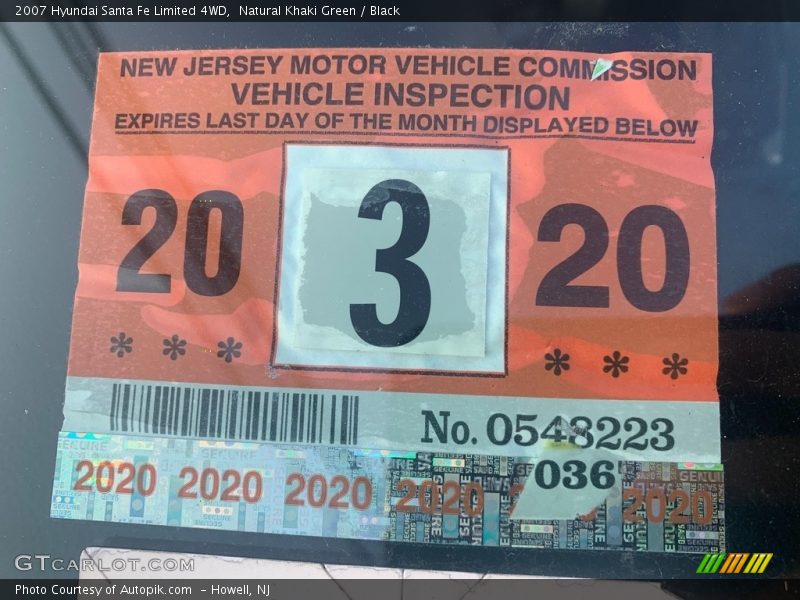 2007 Hyundai Santa Fe Limited 4WD, Natural Khaki Green / Black
NEW JERSEY MOTOR VEHICLE COMMISSION
VEHICLE INSPECTION
EXPIRES LAST DAY OF THE MONTH DISPLAYED BELOW
20 3 20
* * * * * *
No. 0548223
036
2020 2020 2020 2020 2020
GTCARLOT.COM
Photo Courtesy of Autopik.com - Howell, NJ